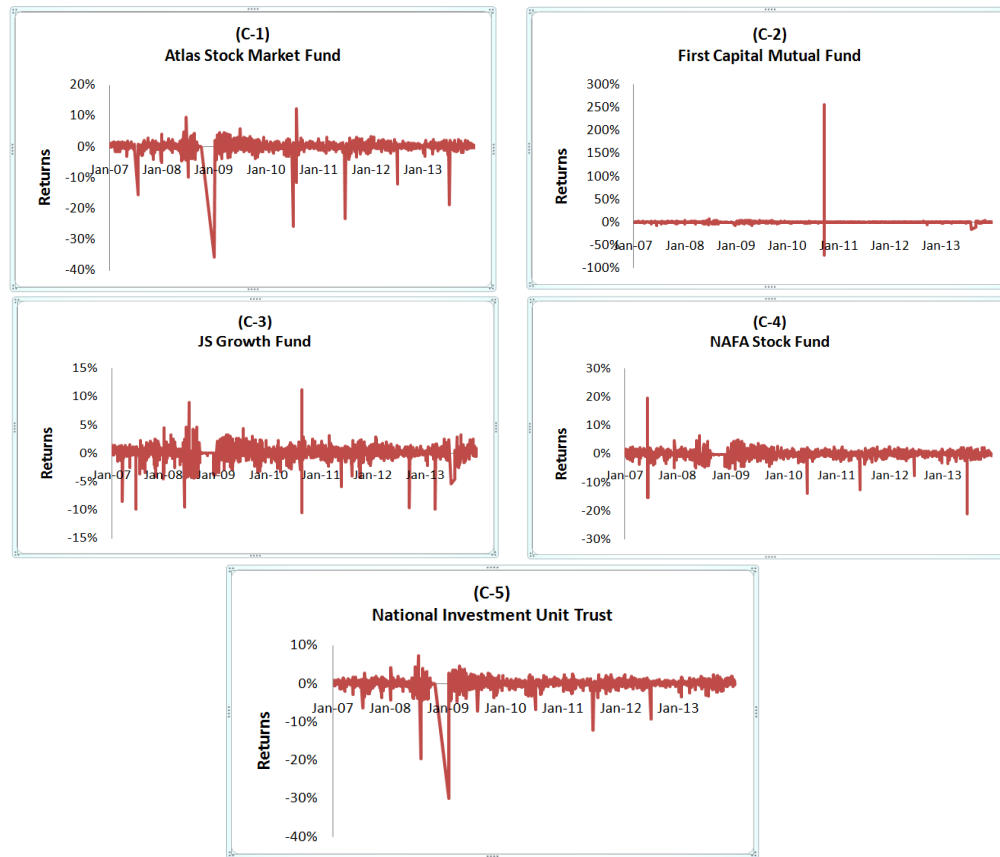 (C-1)
Atlas Stock Market Fund
20%
10%
0%
-10%
-20%
-30%
-40%
Returns
Jan-07 Jan-08 Jan-09 Jan-10 Jan-11 Jan-12 Jan-13
(C-2)
First Capital Mutual Fund
300%
250%
200%
150%
100%
50%
0%
-50%
-100%
Returns
Jan-07 Jan-08 Jan-09 Jan-10 Jan-11 Jan-12 Jan-13
(C-3)
JS Growth Fund
15%
10%
5%
0%
-5%
-10%
-15%
Returns
Jan-07 Jan-08 Jan-09 Jan-10 Jan-11 Jan-12 Jan-13
(C-4)
NAFA Stock Fund
30%
20%
10%
0%
-10%
-20%
-30%
Returns
Jan-07 Jan-08 Jan-09 Jan-10 Jan-11 Jan-12 Jan-13
(C-5)
National Investment Unit Trust
10%
0%
-10%
-20%
-30%
-40%
Returns
Jan-07 Jan-08 Jan-09 Jan-10 Jan-11 Jan-12 Jan-13